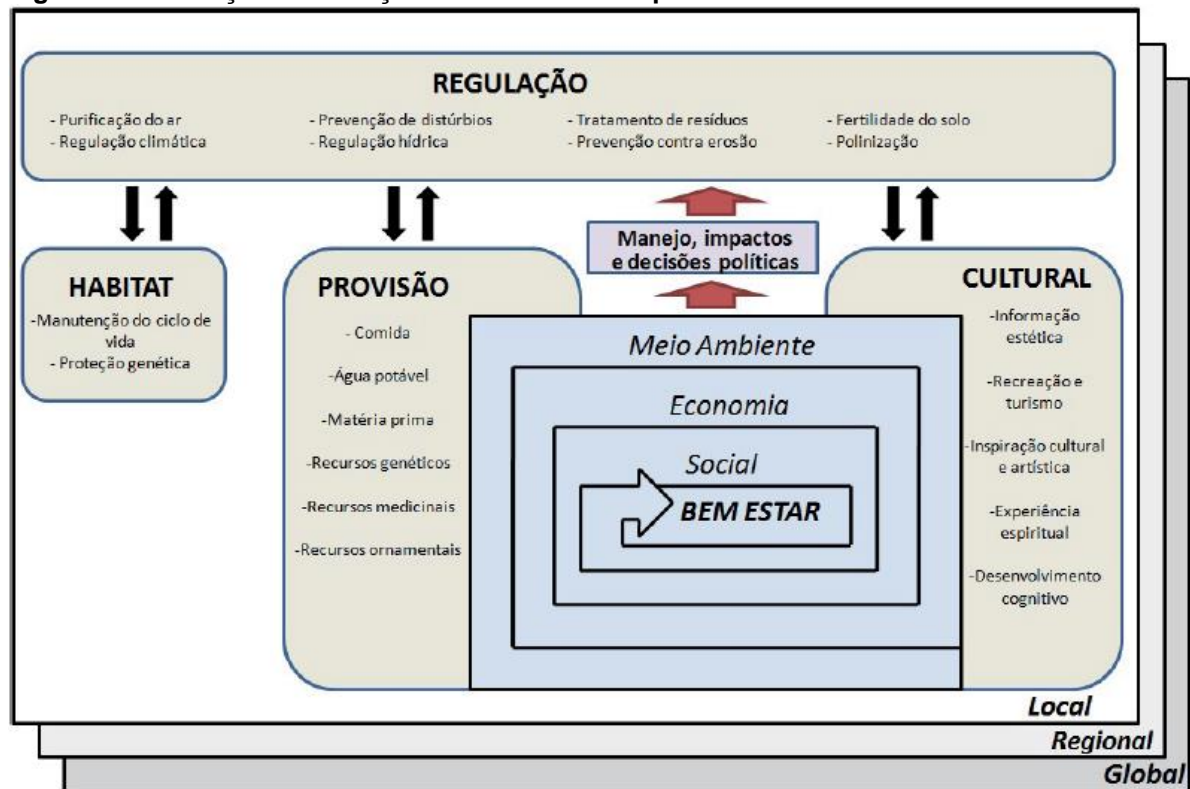 REGULAÇÃO
- Purificação do ar
- Regulação climática
- Prevenção de distúrbios
- Regulação hídrica
- Tratamento de resíduos
- Prevenção contra erosão
- Fertilidade do solo
- Polinização
HABITAT
-Manutenção do ciclo de
vida
- Proteção genética
PROVISÃO
- Comida
-Água potável
-Matéria prima
-Recursos genéticos
-Recursos medicinais
-Recursos ornamentais
Manejo, impactos
e decisões políticas
Meio Ambiente
Economia
Social
BEM ESTAR
CULTURAL
-Informação
estética
-Recreação e
turismo
-Inspiração cultural
e artística
-Experiência
espiritual
-Desenvolvimento
cognitivo
Local
Regional
Global